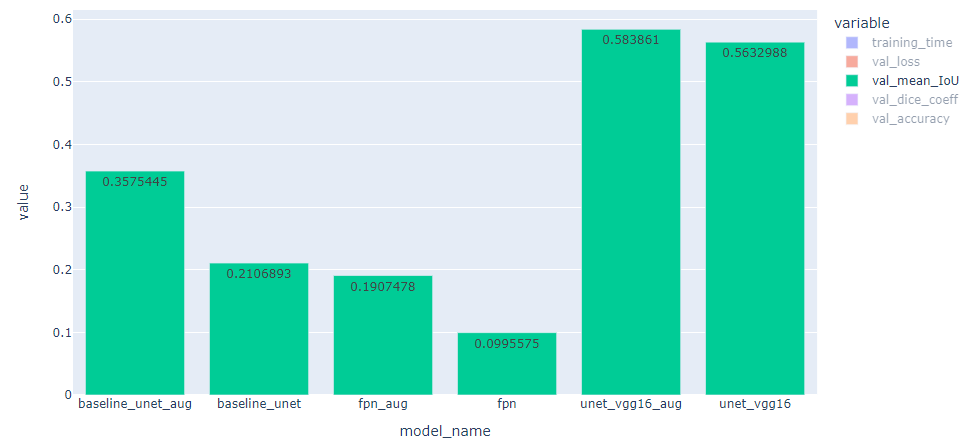 variable
training_time
val_loss
val_mean_IoU
val_dice_coeff
val_accuracy
value
0.6
0.5
0.4
0.3
0.2
0.1
0
0.3575445
0.2106893
0.1907478
0.0995575
0.583861
0.5632988
baseline_unet_aug
baseline_unet
fpn_aug
fpn
unet_vgg16_aug
unet_vgg16
model_name